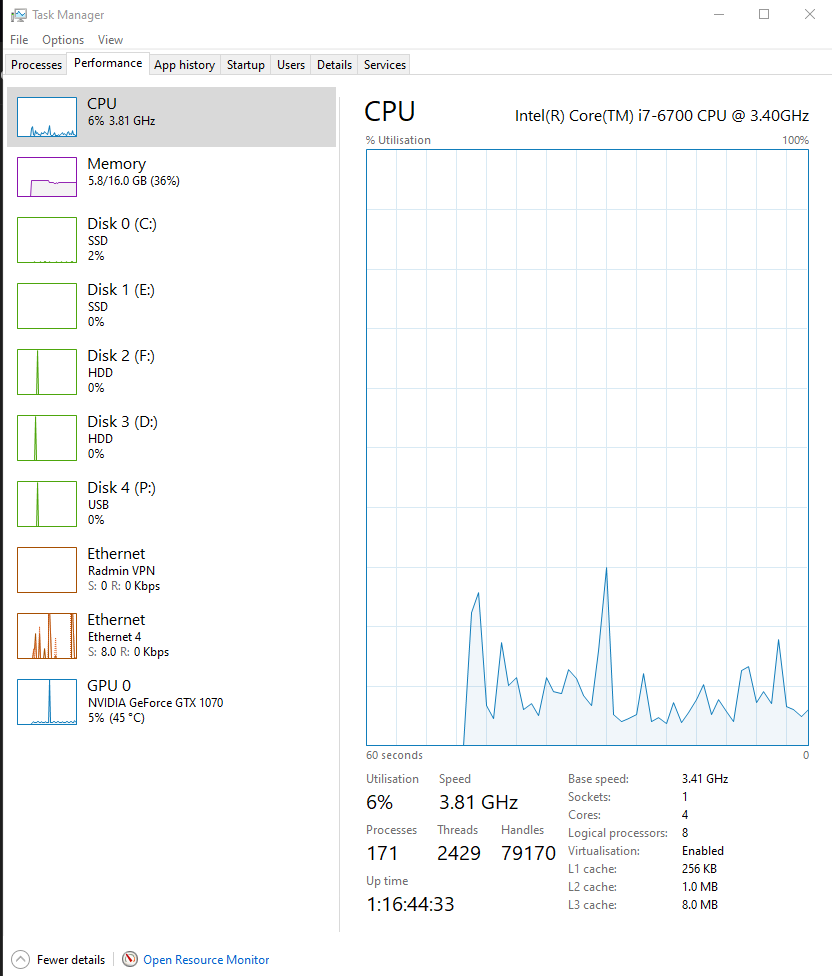 Task Manager
File Options View
Processes Performance App history Startup Users Details Services
CPU
6% 3.81 GHz
Memory
5.8/16.0 GB (36%)
Disk 0 (C:)
SSD
2%
Disk 1 (E:)
SSD
0%
Disk 2 (F:)
HDD
0%
Disk 3 (D:)
HDD
0%
Disk 4 (P:)
USB
0%
Ethernet
Radmin VPN
S: 0 R: 0 Kbps
Ethernet
Ethernet 4
S: 8.0 R: 0 Kbps
GPU 0
NVIDIA GeForce GTX 1070
5% (45 °C)
CPU Intel(R) Core(TM) i7-6700 CPU @ 3.40GHz
% Utilisation 100%
60 seconds 0
Utilisation Speed
6% 3.81 GHz
Processes Threads Handles
171 2429 79170
Up time
1:16:44:33
Base speed: 3.41 GHz
Sockets: 1
Cores: 4
Logical processors: 8
Virtualisation: Enabled
L1 cache: 256 KB
L2 cache: 1.0 MB
L3 cache: 8.0 MB
Fewer details Open Resource Monitor